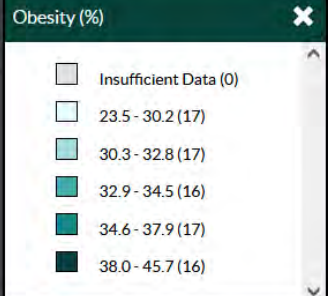 Obesity (%)
Insufficient Data (0)
23.5 - 30.2 (17)
30.3 - 32.8 (17)
32.9 - 34.5 (16)
34.6 - 37.9 (17)
38.0 - 45.7 (16)